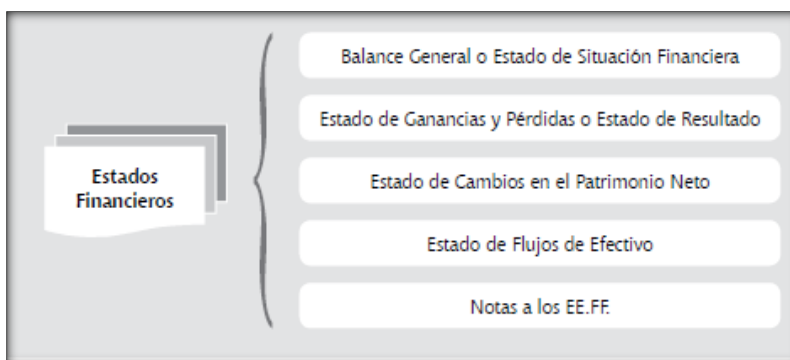 Estados
Financieros
Balance General o Estado de Situación Financiera
Estado de Ganancias y Pérdidas o Estado de Resultado
Estado de Cambios en el Patrimonio Neto
Estado de Flujos de Efectivo
Notas a los EE.FF.